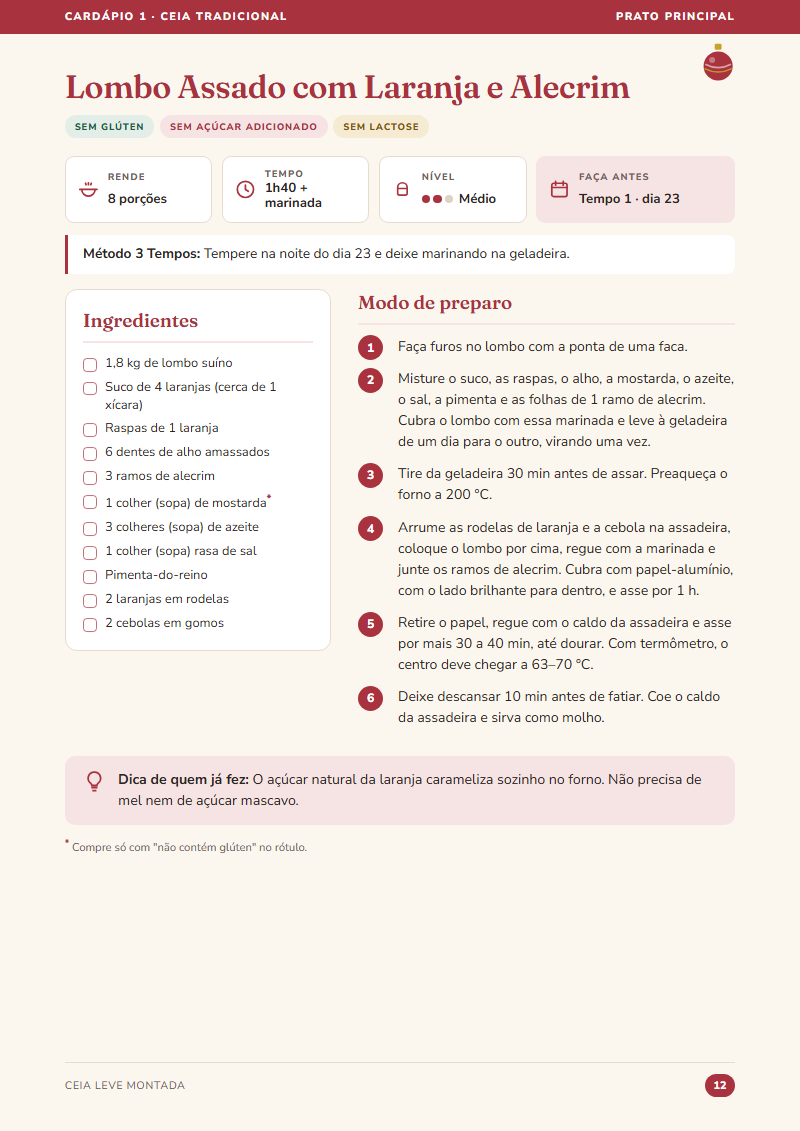 CARDÁPIO 1 · CEIA TRADICIONAL
PRATO PRINCIPAL
Lombo Assado com Laranja e Alecrim
SEM GLÚTEN
SEM AÇÚCAR ADICIONADO
SEM LACTOSE
RENDE
8 porções
TEMPO
1h40 +
marinada
NÍVEL
Médio
FAÇA ANTES
Tempo 1 · dia 23
Método 3 Tempos: Tempere na noite do dia 23 e deixe marinando na geladeira.
Ingredientes
1,8 kg de lombo suíno
Suco de 4 laranjas (cerca de 1
xícara)
Raspas de 1 laranja
6 dentes de alho amassados
3 ramos de alecrim
1 colher (sopa) de mostarda*
3 colheres (sopa) de azeite
1 colher (sopa) rasa de sal
Pimenta-do-reino
2 laranjas em rodelas
2 cebolas em gomos
Modo de preparo
1 Faça furos no lombo com a ponta de uma faca.
2 Misture o suco, as raspas, o alho, a mostarda, o azeite,
o sal, a pimenta e as folhas de 1 ramo de alecrim.
Cubra o lombo com essa marinada e leve à geladeira
de um dia para o outro, virando uma vez.
3 Tire da geladeira 30 min antes de assar. Preaqueça o
forno a 200 °C.
4 Arrume as rodelas de laranja e a cebola na assadeira,
coloque o lombo por cima, regue com a marinada e
junte os ramos de alecrim. Cubra com papel-alumínio,
com o lado brilhante para dentro, e asse por 1 h.
5 Retire o papel, regue com o caldo da assadeira e asse
por mais 30 a 40 min, até dourar. Com termômetro, o
centro deve chegar a 63–70 °C.
6 Deixe descansar 10 min antes de fatiar. Coe o caldo
da assadeira e sirva como molho.
Dica de quem já fez: O açúcar natural da laranja carameliza sozinho no forno. Não precisa de
mel nem de açúcar mascavo.
* Compre só com "não contém glúten" no rótulo.
CEIA LEVE MONTADA
12